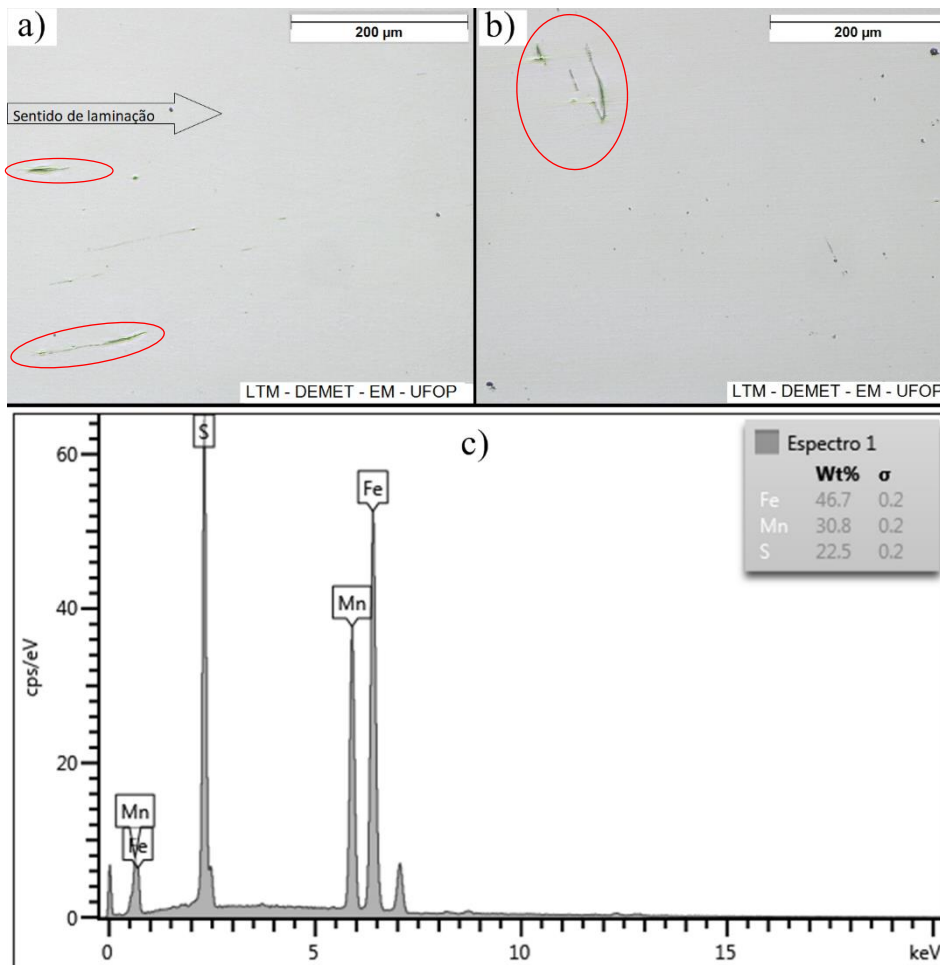 a)
200 µm
Sentido de laminação
LTM - DEMET - EM - UFOP
b)
200 µm
LTM - DEMET - EM - UFOP
c)
S
Fe
Mn
Mn
Fe
Espectro 1
Wt% σ
Fe 46.7 0.2
Mn 30.8 0.2
S 22.5 0.2
60
40
20
0
cps/eV
0 5 10 15 keV